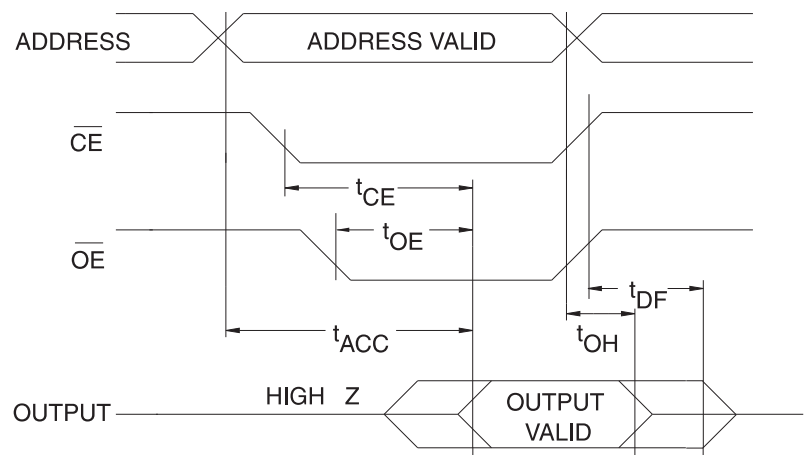 ADDRESS
ADDRESS VALID
CE
tCE
tOE
OE
tDF
tACC
tOH
HIGH Z
OUTPUT
OUTPUT
VALID